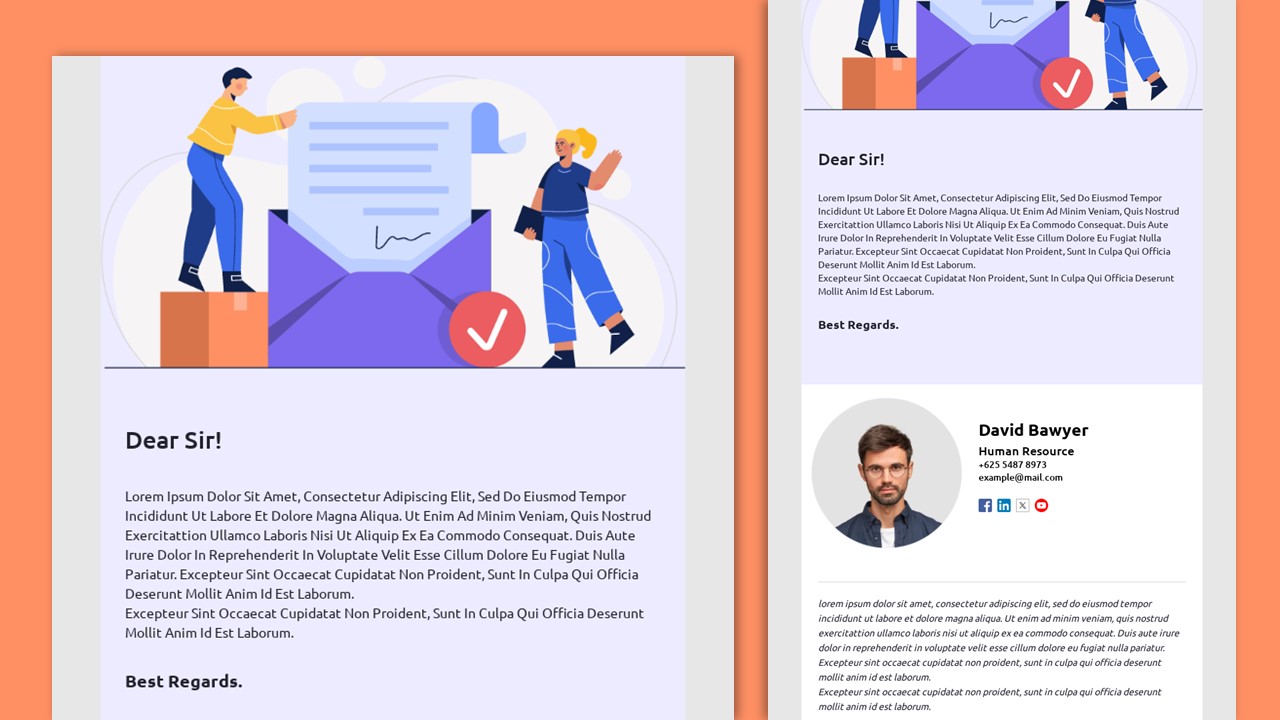 Dear Sir!
Lorem Ipsum Dolor Sit Amet, Consectetur Adipiscing Elit, Sed Do Eiusmod Tempor
Incididunt Ut Labore Et Dolore Magna Aliqua. Ut Enim Ad Minim Veniam, Quis Nostrud
Exercitattion Ullamco Laboris Nisi Ut Aliquip Ex Ea Commodo Consequat. Duis Aute
Irure Dolor In Reprehenderit In Voluptate Velit Esse Cillum Dolore Eu Fugiat Nulla
Pariatur. Excepteur Sint Occaecat Cupidatat Non Proident, Sunt In Culpa Qui Officia
Deserunt Mollit Anim Id Est Laborum.
Excepteur Sint Occaecat Cupidatat Non Proident, Sunt In Culpa Qui Officia Deserunt
Mollit Anim Id Est Laborum.
Best Regards.
Dear Sir!
Lorem Ipsum Dolor Sit Amet, Consectetur Adipiscing Elit, Sed Do Eiusmod Tempor
Incididunt Ut Labore Et Dolore Magna Aliqua. Ut Enim Ad Minim Veniam, Quis Nostrud
Exercitattion Ullamco Laboris Nisi Ut Aliquip Ex Ea Commodo Consequat. Duis Aute
Irure Dolor In Reprehenderit In Voluptate Velit Esse Cillum Dolore Eu Fugiat Nulla
Pariatur. Excepteur Sint Occaecat Cupidatat Non Proident, Sunt In Culpa Qui Officia
Deserunt Mollit Anim Id Est Laborum.
Excepteur Sint Occaecat Cupidatat Non Proident, Sunt In Culpa Qui Officia Deserunt
Mollit Anim Id Est Laborum.
Best Regards.
David Bawyer
Human Resource
+625 5487 8973
example@mail.com
lorem ipsum dolor sit amet, consectetur adipiscing elit, sed do eiusmod tempor
incididunt ut labore et dolore magna aliqua. Ut enim ad minim veniam, quis nostrud
exercitattion ullamco laboris nisi ut aliquip ex ea commodo consequat. Duis aute irure
dolor in reprehenderit in voluptate velit esse cillum dolore eu fugiat nulla pariatur.
Excepteur sint occaecat cupidatat non proident, sunt in culpa qui officia deserunt
mollit anim id est laborum.
Excepteur sint occaecat cupidatat non proident, sunt in culpa qui officia deserunt
mollit anim id est laborum.